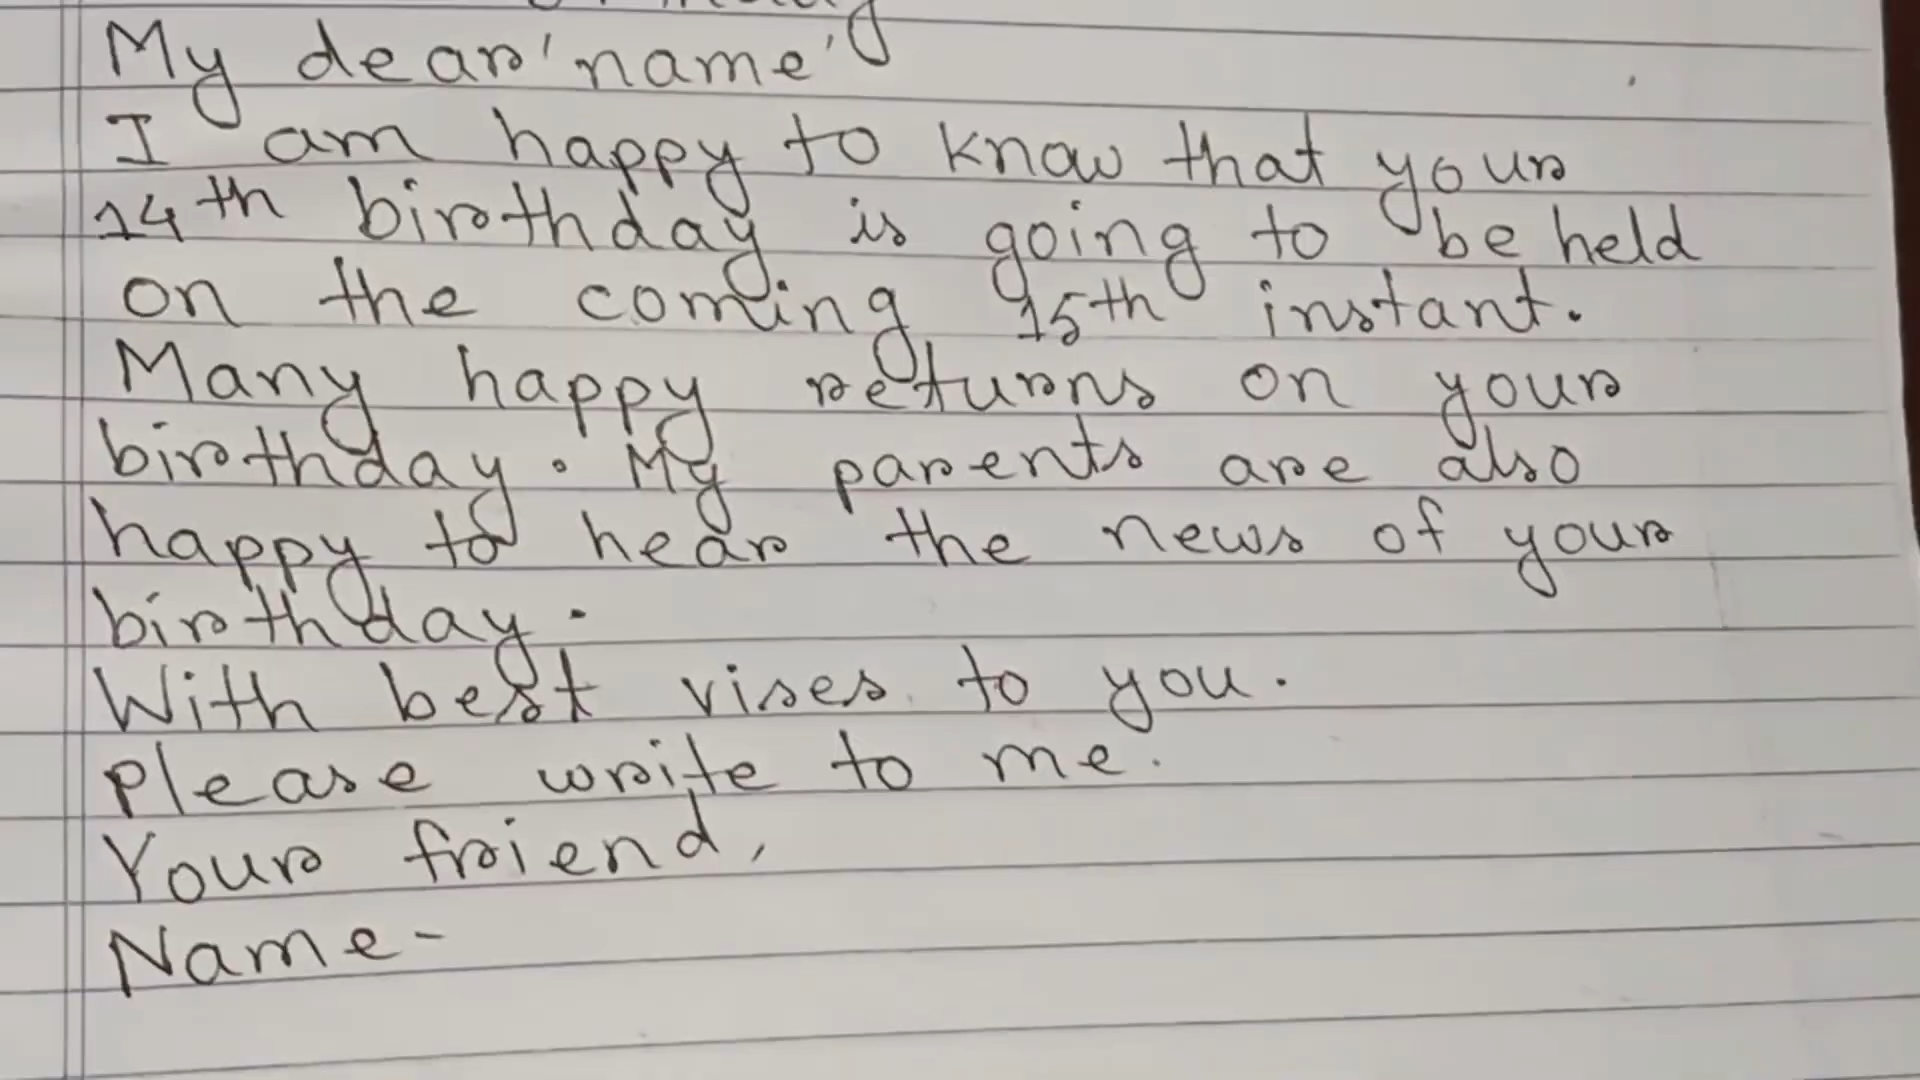 My dear 'name'
I am happy to know that your
14th birthday is going to be held
on the coming 15th instant.
Many happy returns on your
birthday. My parents are also
happy to hear the news of your
birthday.
With best vises to you.
Please write to me.
Your friend,
Name-